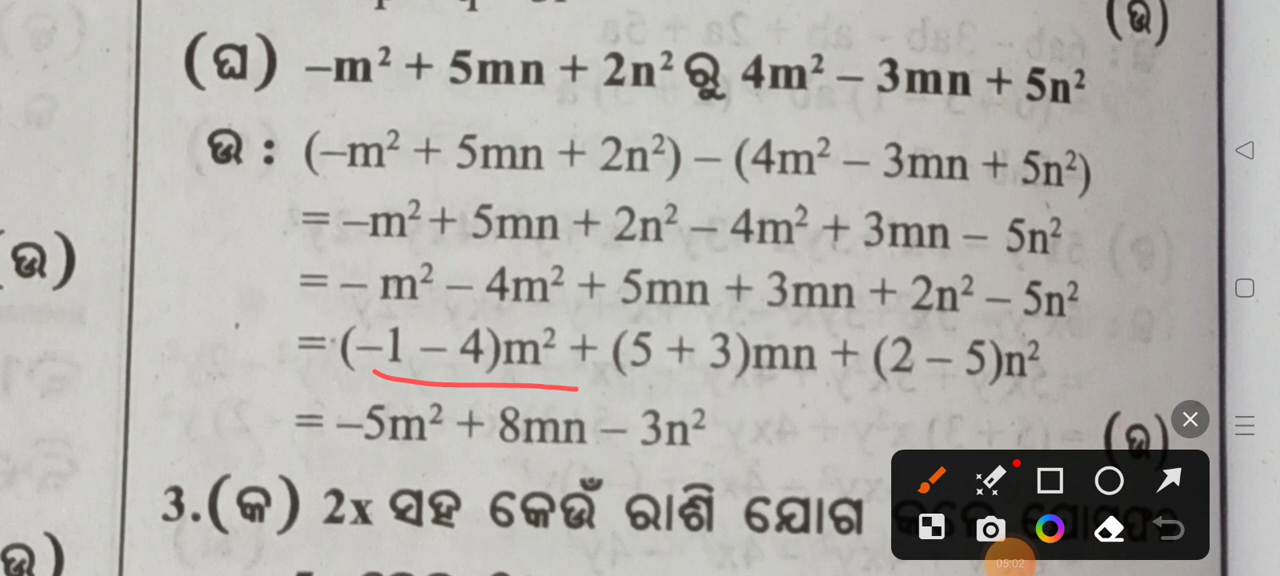 (ଉ)
(ଘ) –m² + 5mn + 2n² ରୁ 4m² – 3mn + 5n²
ଉ : (–m² + 5mn + 2n²) – (4m² – 3mn + 5n²)
= –m² + 5mn + 2n² – 4m² + 3mn – 5n²
(ଉ)
= – m² – 4m² + 5mn + 3mn + 2n² – 5n²
= (–1 – 4)m² + (5 + 3)mn + (2 – 5)n²
= –5m² + 8mn – 3n² (ଉ)
3.(କ) 2x ସହ କେଉଁ ରାଶି ଯୋଗ
(ଉ)
05:02